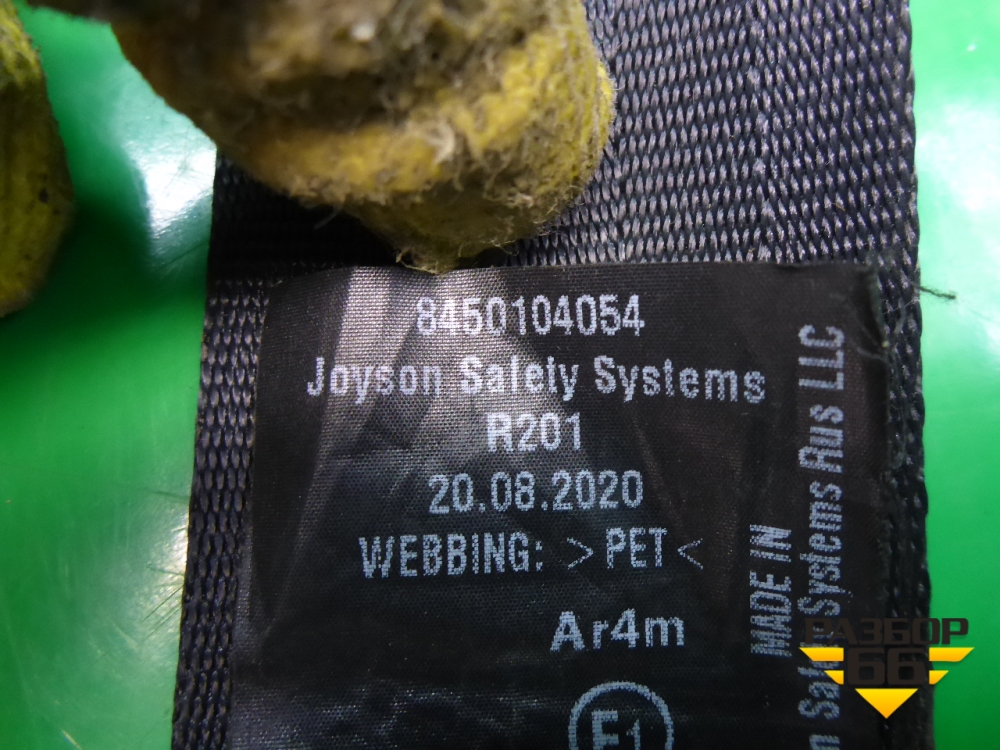 8450104054
Joyson Safety Systems
R201
20.08.2020
WEBBING: >PET<
Ar4m
E1
MADE IN
n Safety Systems Rus LLC
РАЗБОР
66